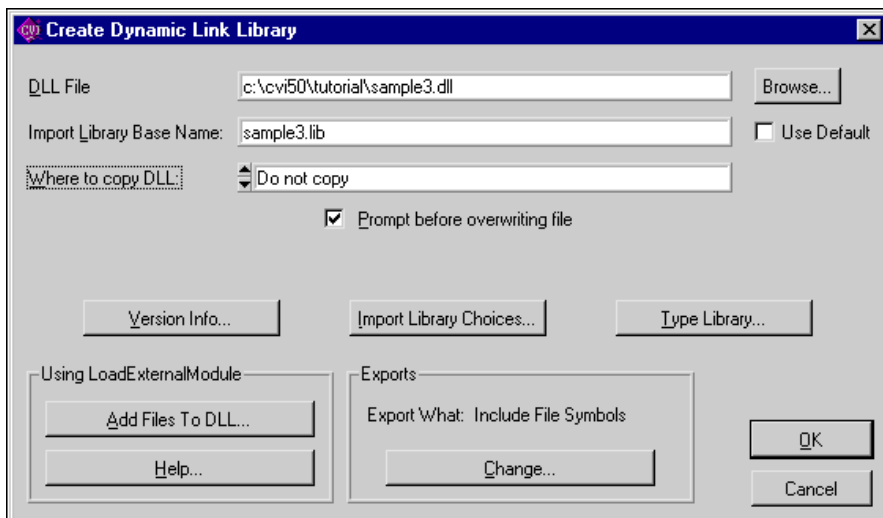 CVI Create Dynamic Link Library
DLL File c:\cvi50\tutorial\sample3.dll Browse...
Import Library Base Name: sample3.lib Use Default
Where to copy DLL: Do not copy
Prompt before overwriting file
Version Info... Import Library Choices... Type Library...
Using LoadExternalModule Exports
Add Files To DLL... Export What: Include File Symbols
OK
Help... Change...
Cancel